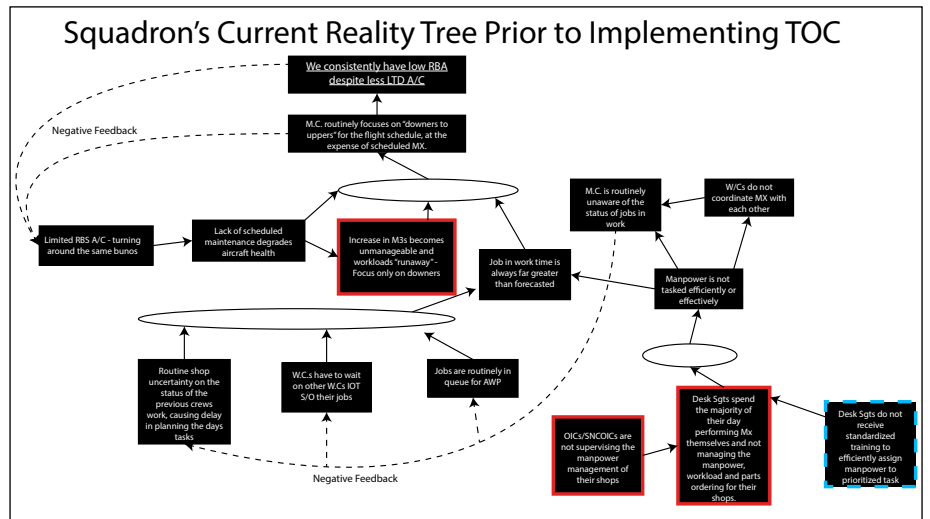 Squadron's Current Reality Tree Prior to Implementing TOC
We consistently have low RBA
despite less LTD A/C
Negative Feedback
M.C. routinely focuses on "downers to
uppers" for the flight schedule, at the
expense of scheduled MX.
M.C. is routinely
unaware of the
status of jobs in
work
W/Cs do not
coordinate MX with
each other
Limited RBS A/C - turning
around the same bunos
Lack of scheduled
maintenance degrades
aircraft health
Increase in M3s becomes
unmanageable and
workloads "runaway" -
Focus only on downers
Job in work time is
always far greater
than forecasted
Manpower is not
tasked efficiently or
effectively
Routine shop
uncertainty on the
status of the
previous crews
work, causing delay
in planning the days
tasks
W.C.s have to wait
on other W.Cs IOT
S/O their jobs
Jobs are routinely in
queue for AWP
OICs/SNCOICs are
not supervising the
manpower
management of
their shops
Desk Sgts spend
the majority of
their day
performing Mx
themselves and not
managing the
manpower,
workload and parts
ordering for their
shops.
Desk Sgts do not
receive
standardized
training to
efficiently assign
manpower to
prioritized task
Negative Feedback